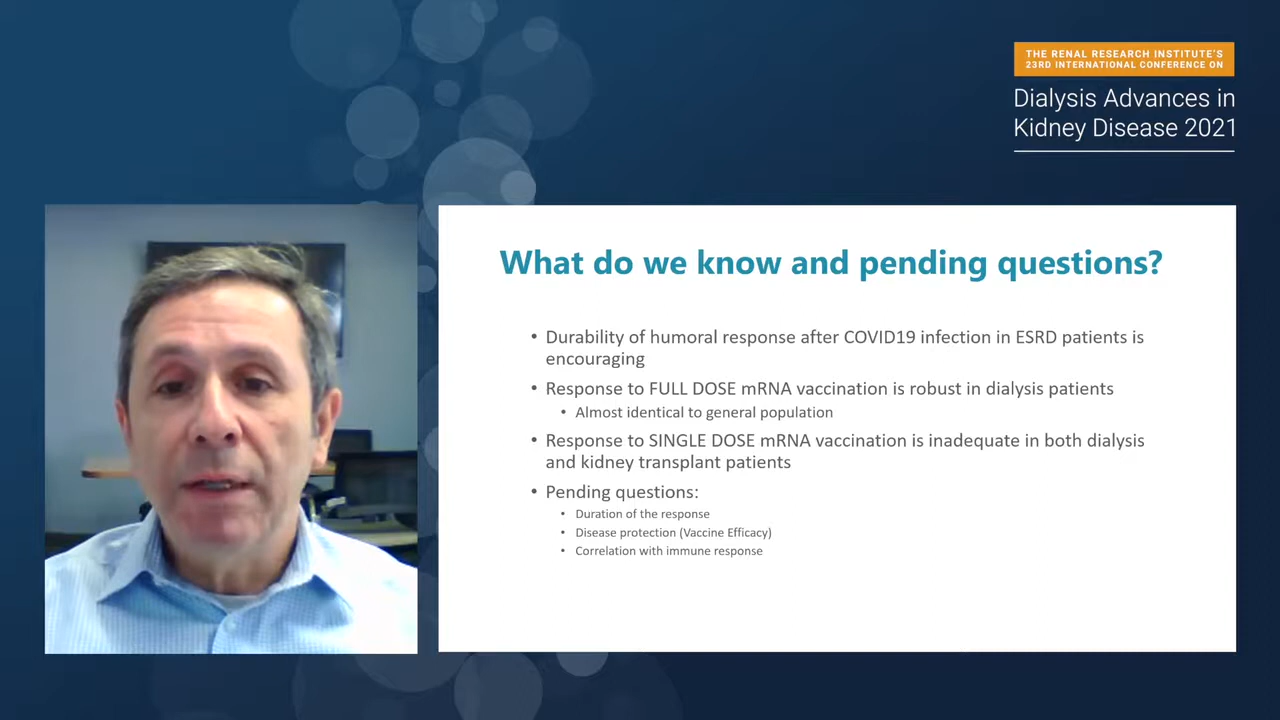 THE RENAL RESEARCH INSTITUTE'S
23RD INTERNATIONAL CONFERENCE ON
Dialysis Advances in
Kidney Disease 2021
What do we know and pending questions?
• Durability of humoral response after COVID19 infection in ESRD patients is
encouraging
• Response to FULL DOSE mRNA vaccination is robust in dialysis patients
• Almost identical to general population
• Response to SINGLE DOSE mRNA vaccination is inadequate in both dialysis
and kidney transplant patients
• Pending questions:
• Duration of the response
• Disease protection (Vaccine Efficacy)
• Correlation with immune response